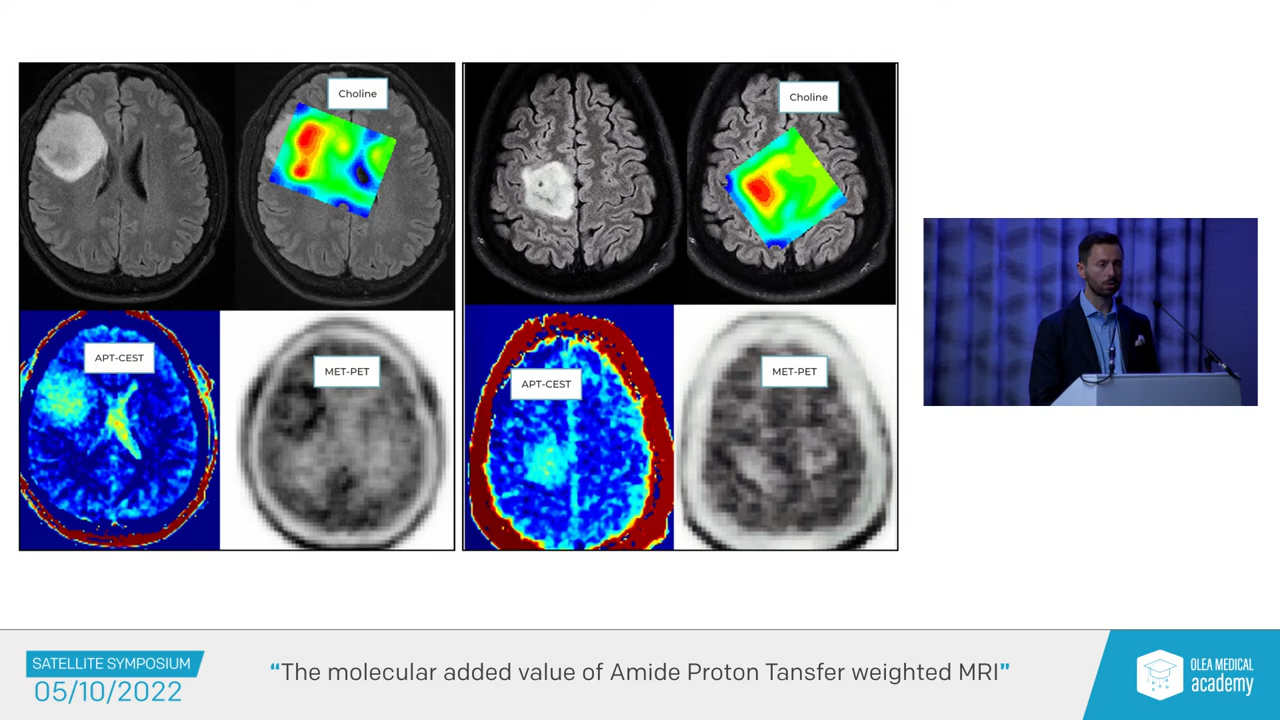 Choline
Choline
APT-CEST
MET-PET
APT-CEST
MET-PET
SATELLITE SYMPOSIUM
05/10/2022
“The molecular added value of Amide Proton Tansfer weighted MRI”
OLEA MEDICAL
academy